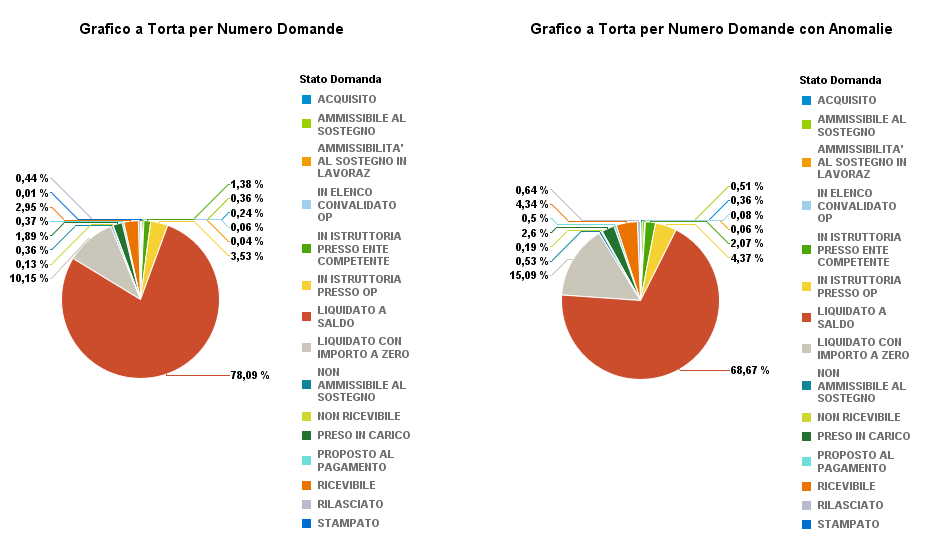 Grafico a Torta per Numero Domande
Stato Domanda
ACQUISITO
AMMISSIBILE AL
SOSTEGNO
AMMISSIBILITA'
AL SOSTEGNO IN
LAVORAZ
IN ELENCO
CONVALIDATO
OP
IN ISTRUTTORIA
PRESSO ENTE
COMPETENTE
IN ISTRUTTORIA
PRESSO OP
LIQUIDATO A
SALDO
LIQUIDATO CON
IMPORTO A ZERO
NON
AMMISSIBILE AL
SOSTEGNO
NON RICEVIBILE
PRESO IN CARICO
PROPOSTO AL
PAGAMENTO
RICEVIBILE
RILASCIATO
STAMPATO
0,44 %
0,01 %
2,95 %
0,37 %
1,89 %
0,36 %
0,13 %
10,15 %
1,38 %
0,36 %
0,24 %
0,06 %
0,04 %
3,53 %
78,09 %
Grafico a Torta per Numero Domande con Anomalie
Stato Domanda
ACQUISITO
AMMISSIBILE AL
SOSTEGNO
AMMISSIBILITA'
AL SOSTEGNO IN
LAVORAZ
IN ELENCO
CONVALIDATO
OP
IN ISTRUTTORIA
PRESSO ENTE
COMPETENTE
IN ISTRUTTORIA
PRESSO OP
LIQUIDATO A
SALDO
LIQUIDATO CON
IMPORTO A ZERO
NON
AMMISSIBILE AL
SOSTEGNO
NON RICEVIBILE
PRESO IN CARICO
PROPOSTO AL
PAGAMENTO
RICEVIBILE
RILASCIATO
STAMPATO
0,64 %
4,34 %
0,5 %
2,6 %
0,19 %
0,53 %
15,09 %
0,51 %
0,36 %
0,08 %
0,06 %
2,07 %
4,37 %
68,67 %